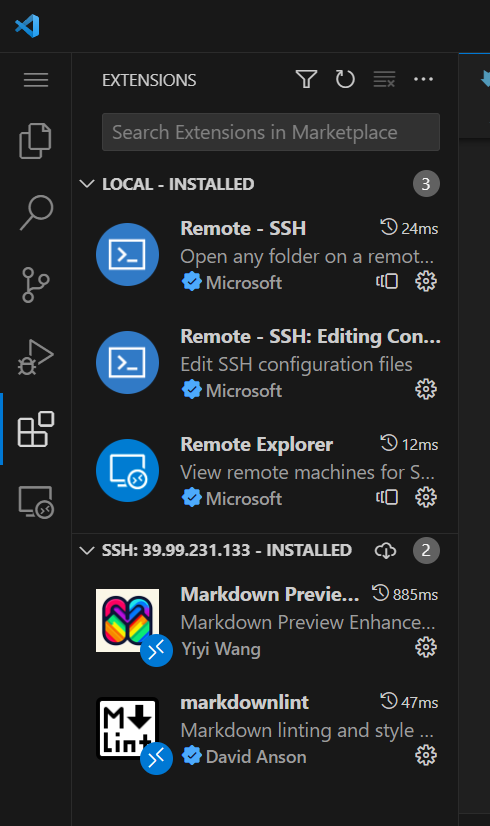 EXTENSIONS
Search Extensions in Marketplace
LOCAL - INSTALLED 3
Remote - SSH 24ms
Open any folder on a remot...
Microsoft
Remote - SSH: Editing Con...
Edit SSH configuration files
Microsoft
Remote Explorer 12ms
View remote machines for S...
Microsoft
SSH: 39.99.231.133 - INSTALLED 2
Markdown Previe... 885ms
Markdown Preview Enhance...
Yiyi Wang
M
Lint
markdownlint 47ms
Markdown linting and style ...
David Anson